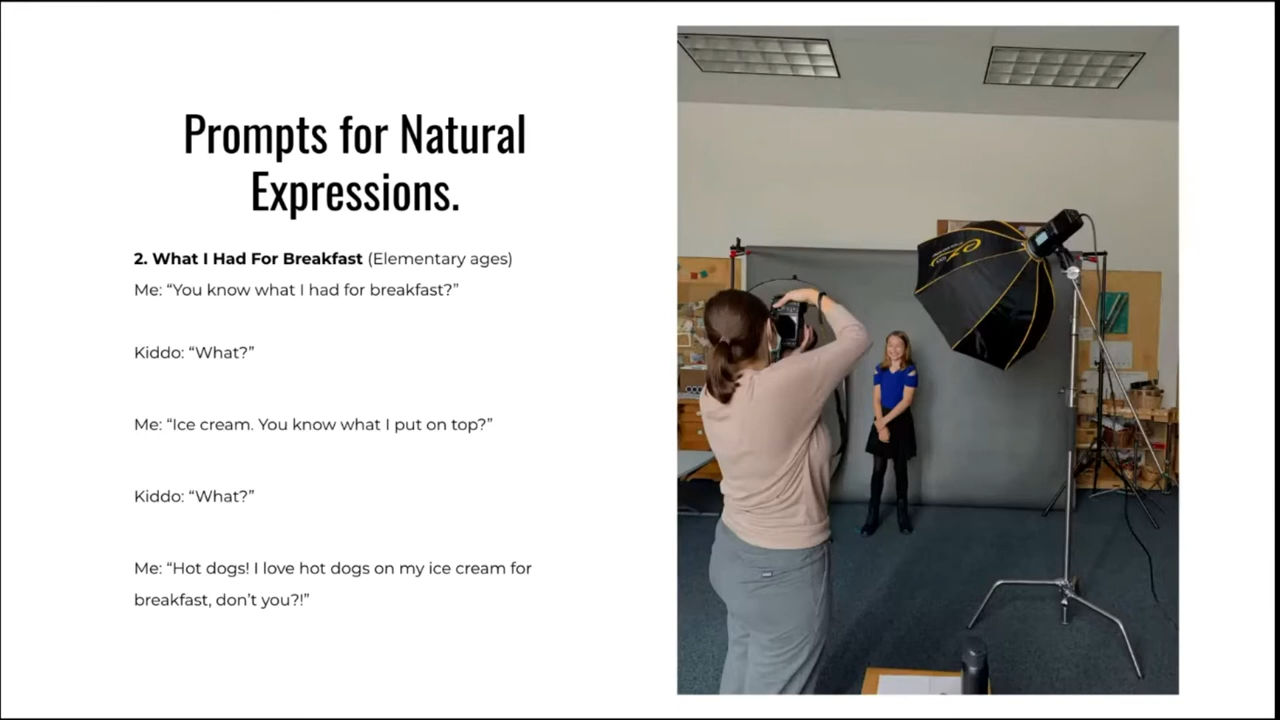 Prompts for Natural
Expressions.
2. What I Had For Breakfast (Elementary ages)
Me: “You know what I had for breakfast?”
Kiddo: “What?”
Me: “Ice cream. You know what I put on top?”
Kiddo: “What?”
Me: “Hot dogs! I love hot dogs on my ice cream for
breakfast, don’t you?!”